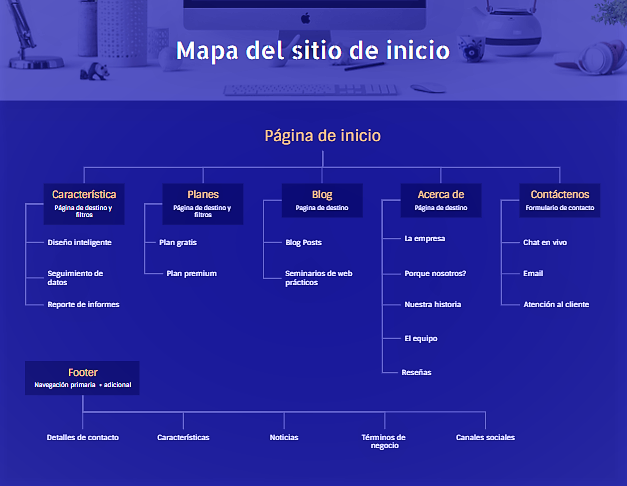 Mapa del sitio de inicio
Página de inicio
Característica
Página de destino y
filtros
Diseño inteligente
Seguimiento de
datos
Reporte de informes
Planes
Página de destino y
filtros
Plan gratis
Plan premium
Blog
Pagina de destino
Blog Posts
Seminarios de web
prácticos
Acerca de
Página de destino
La empresa
Porque nosotros?
Nuestra historia
El equipo
Reseñas
Contáctenos
Formulario de contacto
Chat en vivo
Email
Atención al cliente
Footer
Navegación primaria + adicional
Detalles de contacto
Características
Noticias
Términos de
negocio
Canales sociales